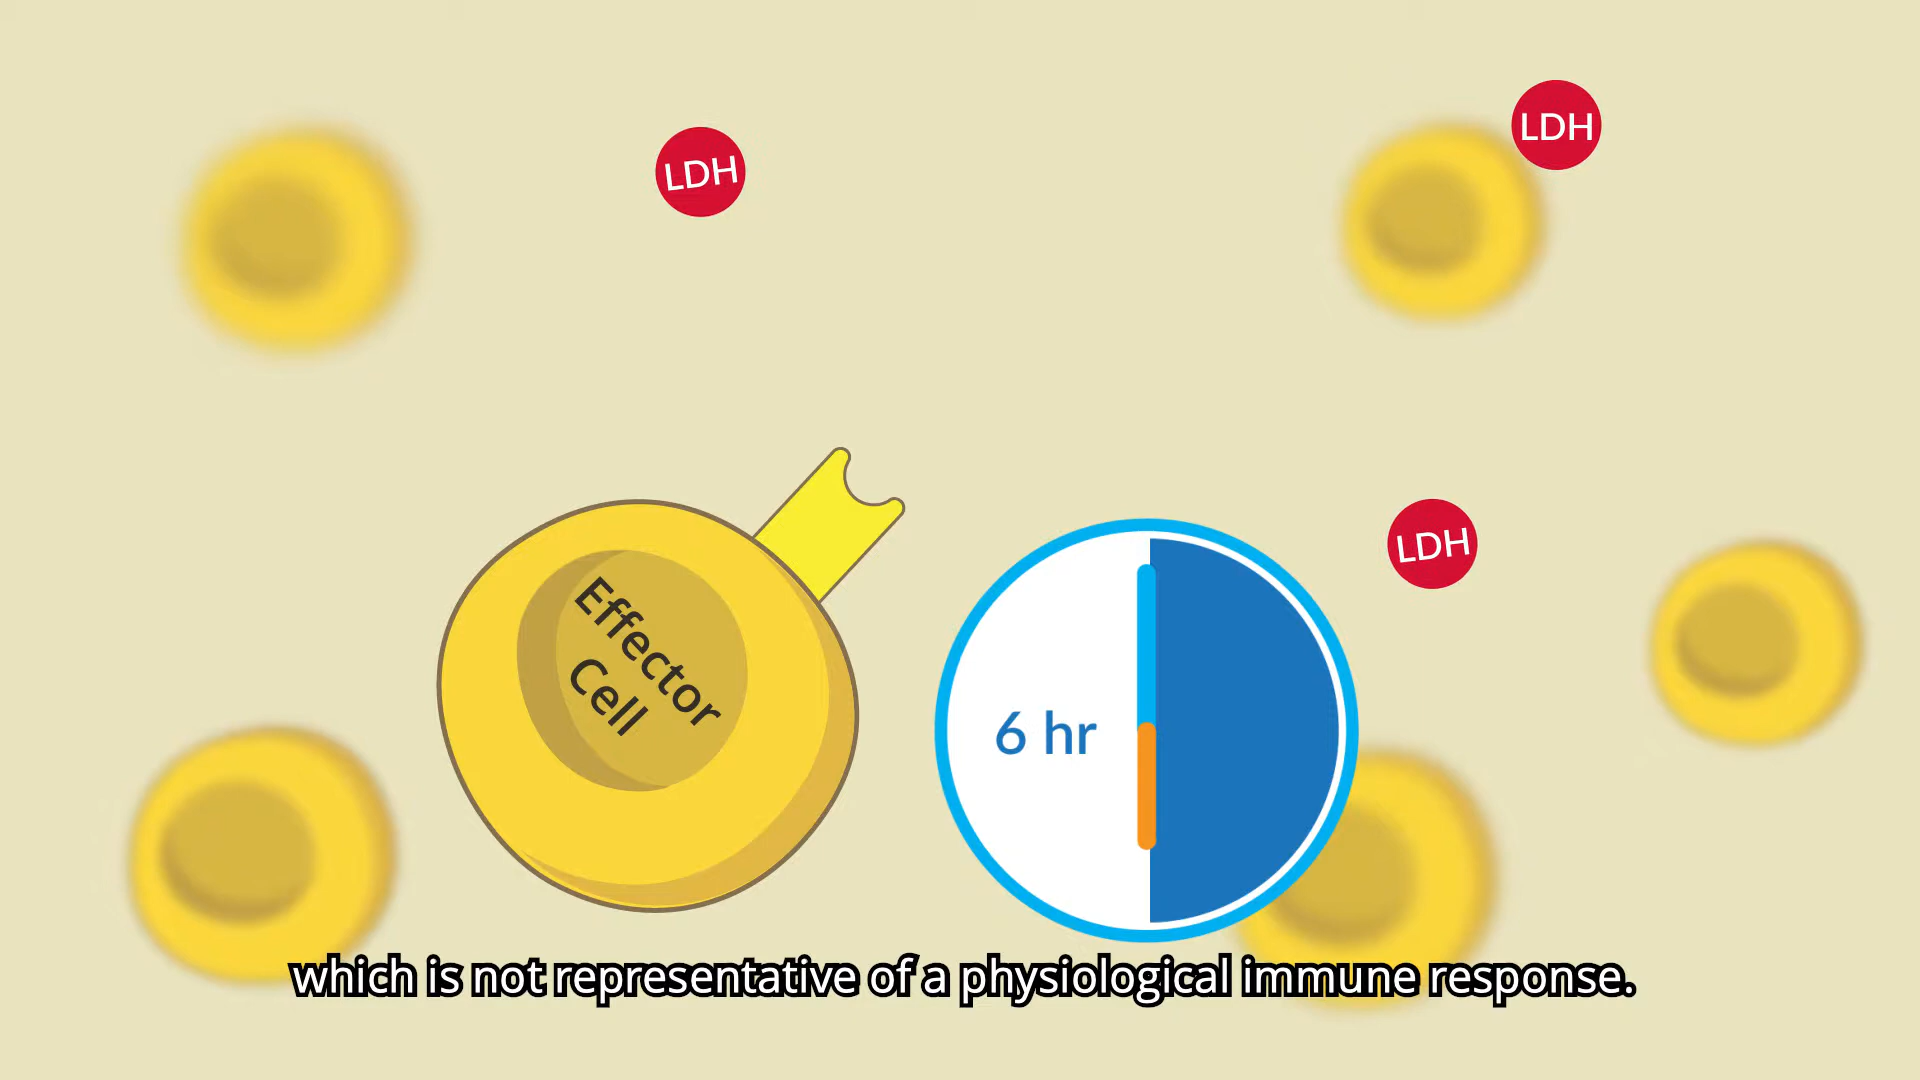 LDH
LDH
LDH
Effector
Cell
6 hr
which is not representative of a physiological immune response.